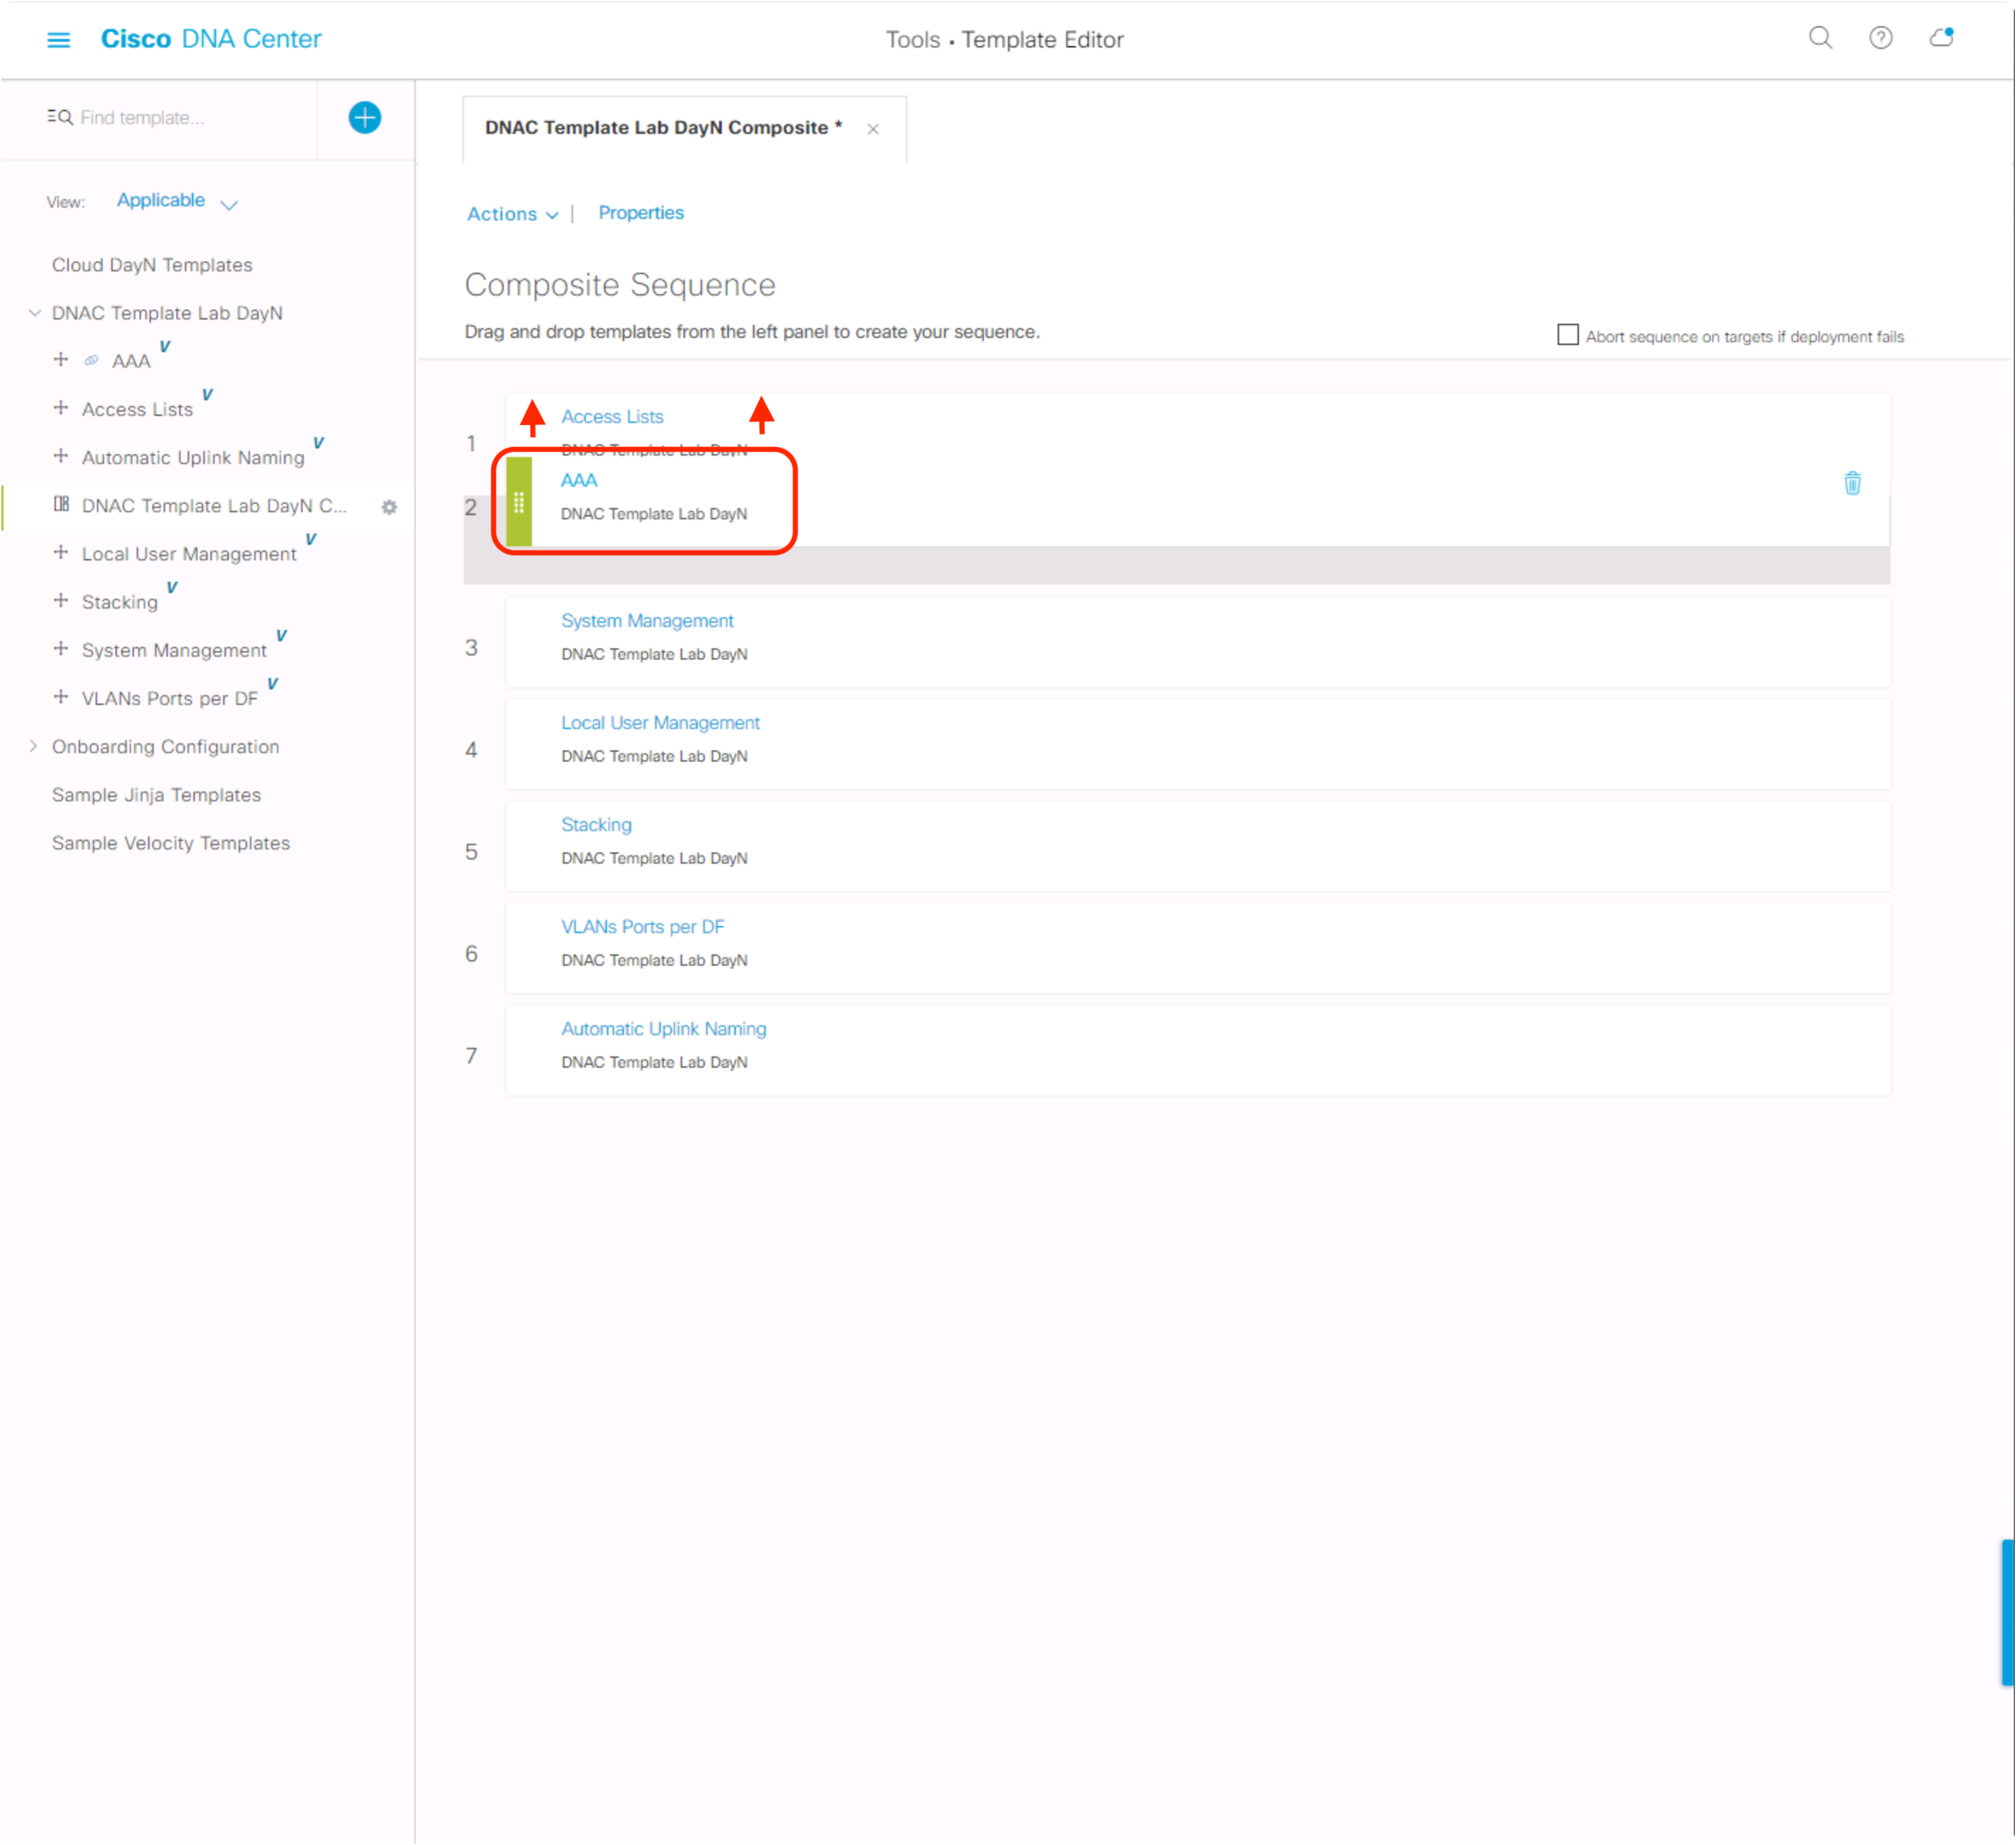 Cisco DNA Center
Tools • Template Editor
Find template...
DNAC Template Lab DayN Composite *
View: Applicable
Actions | Properties
Cloud DayN Templates
Composite Sequence
DNAC Template Lab DayN
Drag and drop templates from the left panel to create your sequence.
Abort sequence on targets if deployment fails
AAA V
Access Lists V
Automatic Uplink Naming V
DNAC Template Lab DayN C...
Local User Management V
Stacking V
System Management V
VLANs Ports per DF V
Onboarding Configuration
Sample Jinja Templates
Sample Velocity Templates
1
Access Lists
DNAC Template Lab DayN
2
AAA
DNAC Template Lab DayN
3
System Management
DNAC Template Lab DayN
4
Local User Management
DNAC Template Lab DayN
5
Stacking
DNAC Template Lab DayN
6
VLANs Ports per DF
DNAC Template Lab DayN
7
Automatic Uplink Naming
DNAC Template Lab DayN